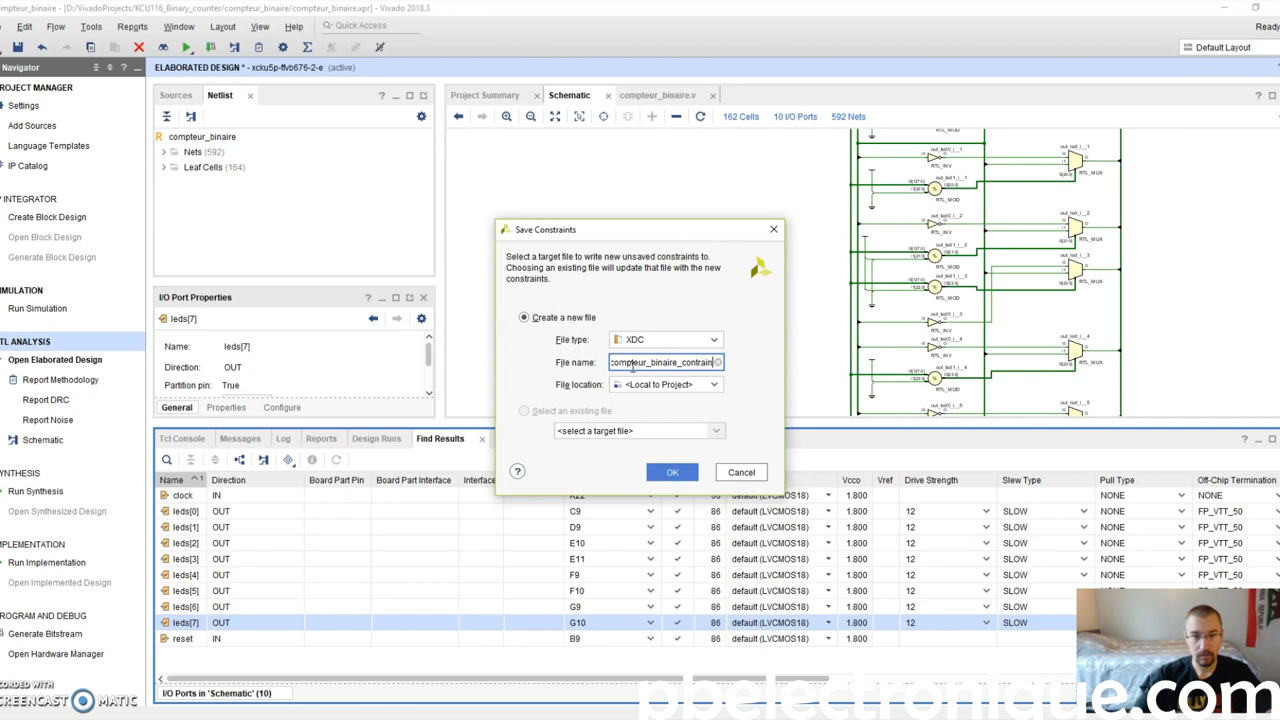 compteur_binaire - [D:/VivadoProjects/KCU116_Binary_counter/compteur_binaire/compteur_binaire.xpr] - Vivado 2018.3
Edit Flow Tools Reports Window Layout View Help Quick Access
Ready
Default Layout
Navigator
ELABORATED DESIGN * - xcku5p-ffvb676-2-e (active)
ROJECT MANAGER
Settings
Add Sources
Language Templates
IP Catalog
P INTEGRATOR
Create Block Design
Open Block Design
Generate Block Design
SIMULATION
Run Simulation
TL ANALYSIS
Open Elaborated Design
Report Methodology
Report DRC
Report Noise
Schematic
YNTHESIS
Run Synthesis
Open Synthesized Design
MPLEMENTATION
Run Implementation
Open Implemented Design
ROGRAM AND DEBUG
Generate Bitstream
Open Hardware Manager
Sources Netlist
compteur_binaire
Nets (592)
Leaf Cells (164)
I/O Port Properties
leds[7]
Name: leds[7]
Direction: OUT
Partition pin: True
General Properties Configure
Project Summary Schematic compteur_binaire.v
162 Cells 10 I/O Ports 592 Nets
Save Constraints
Select a target file to write new unsaved constraints to.
Choosing an existing file will update that file with the new
constraints.
Create a new file
File type: XDC
File name: compteur_binaire_contrain
File location: <Local to Project>
Select an existing file
<select a target file>
OK Cancel
Tcl Console Messages Log Reports Design Runs Find Results
Name 1 Direction Board Part Pin Board Part Interface Interface Vcco Vref Drive Strength Slew Type Pull Type Off-Chip Termination
clock IN K22 1.800 NONE NONE
leds[0] OUT C9 86 default (LVCMOS18) 1.800 12 SLOW NONE FP_VTT_50
leds[1] OUT D9 86 default (LVCMOS18) 1.800 12 SLOW NONE FP_VTT_50
leds[2] OUT E10 86 default (LVCMOS18) 1.800 12 SLOW NONE FP_VTT_50
leds[3] OUT E9 86 default (LVCMOS18) 1.800 12 SLOW NONE FP_VTT_50
leds[4] OUT F9 86 default (LVCMOS18) 1.800 12 SLOW NONE FP_VTT_50
leds[5] OUT F10 86 default (LVCMOS18) 1.800 12 SLOW
leds[6] OUT G9 86 default (LVCMOS18) 1.800 12 SLOW
leds[7] OUT G10 86 default (LVCMOS18) 1.800 12 SLOW
reset IN B9 86 default (LVCMOS18) 1.800
I/O Ports in 'Schematic' (10)
CORDED WITH
SCREENCAST MATIC
pbelectronique.com